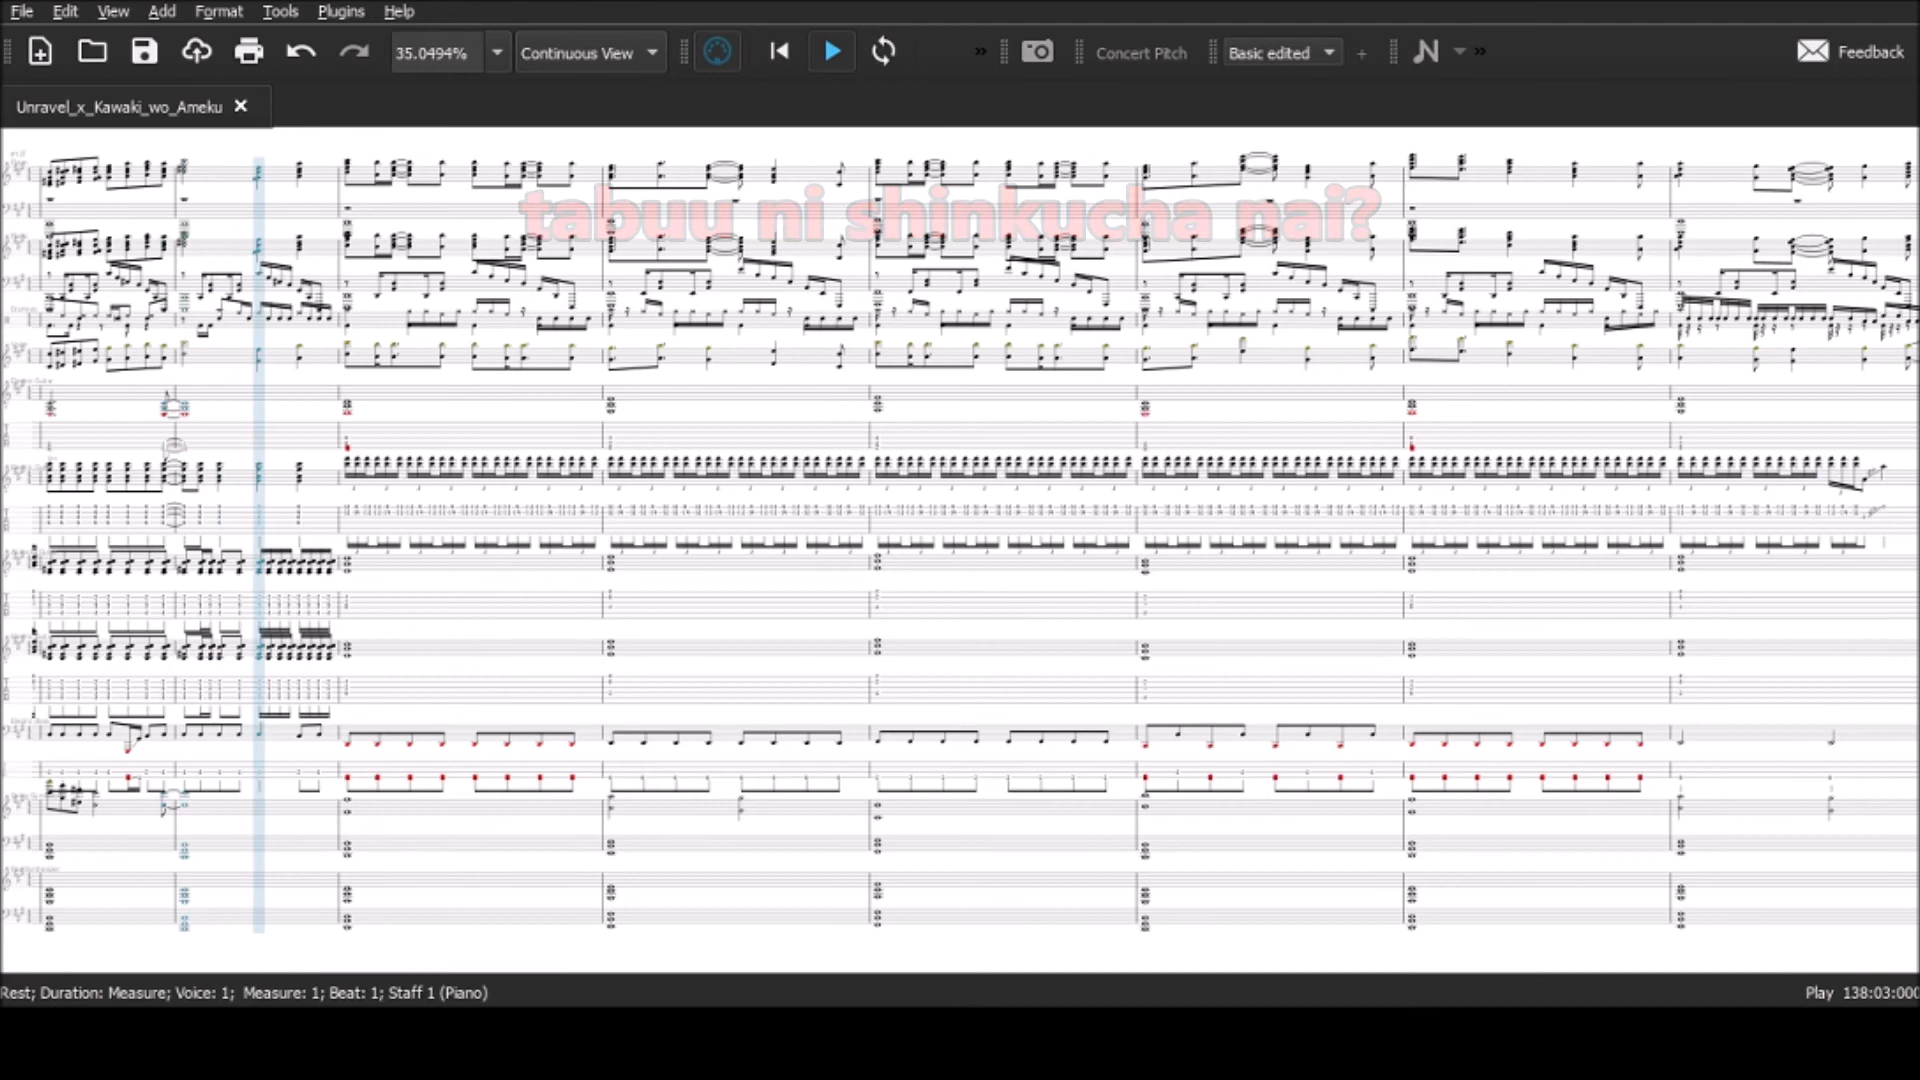 File Edit View Add Format Tools Plugins Help
35.0494% Continuous View » Concert Pitch Basic edited + » Feedback
Unravel_x_Kawaki_wo_Ameku
tabuu ni shinkucha nai?
Rest; Duration: Measure; Voice: 1; Measure: 1; Beat: 1; Staff 1 (Piano) Play 138:03:000